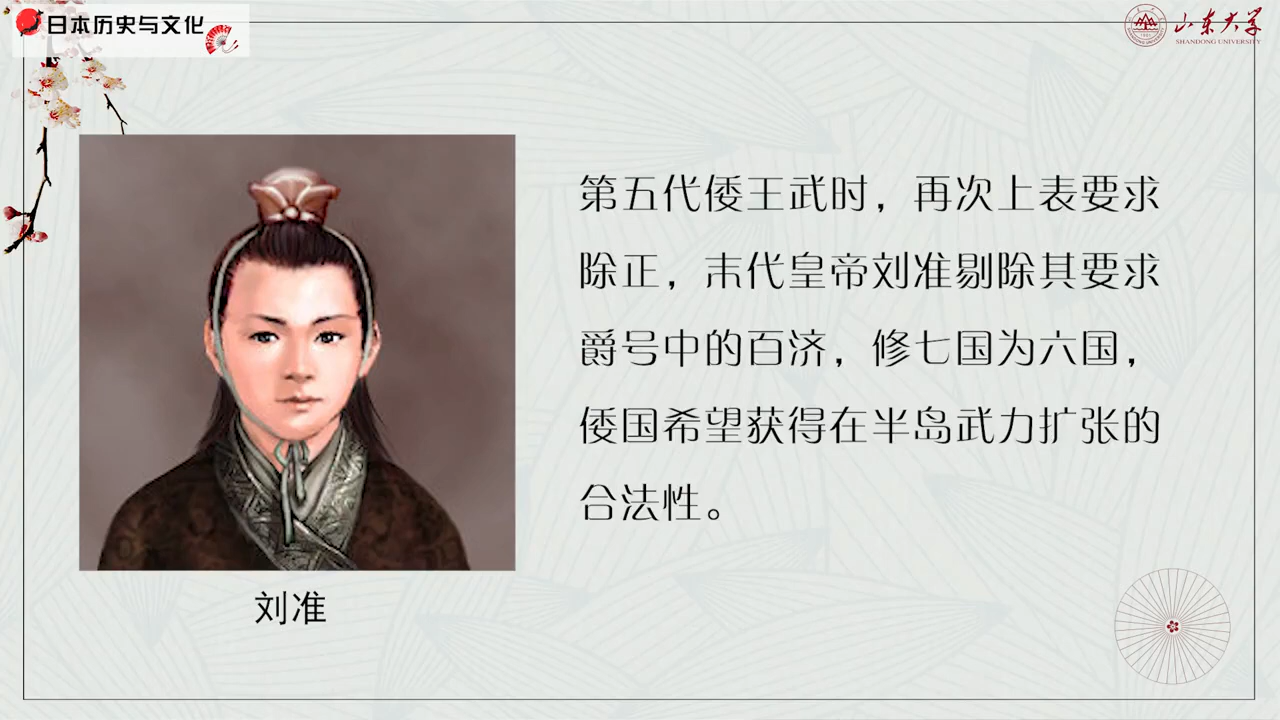 日本历史与文化
山东大学
SHANDONG UNIVERSITY
第五代倭王武时，再次上表要求
除正，末代皇帝刘准剔除其要求
爵号中的百济，修七国为六国，
倭国希望获得在半岛武力扩张的
合法性。
刘准